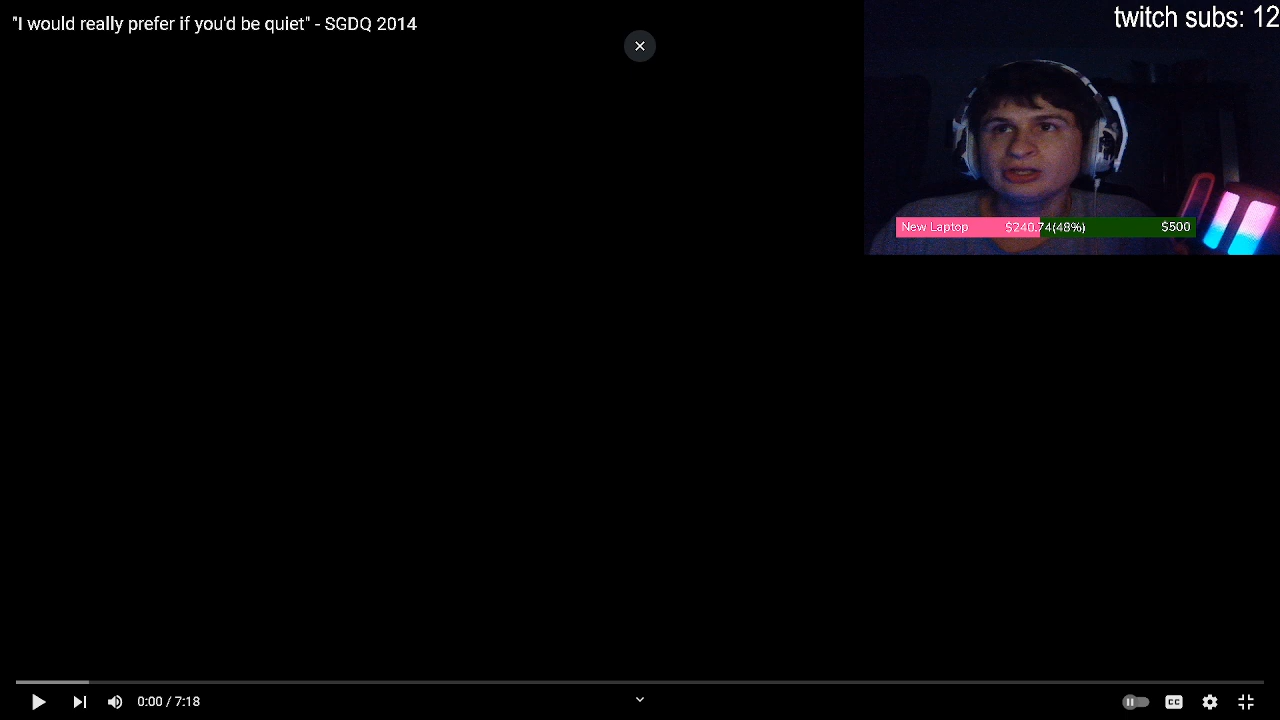 "I would really prefer if you'd be quiet" - SGDQ 2014
twitch subs: 12
New Laptop $240.74(48%) $500
0:00 / 7:18
CC